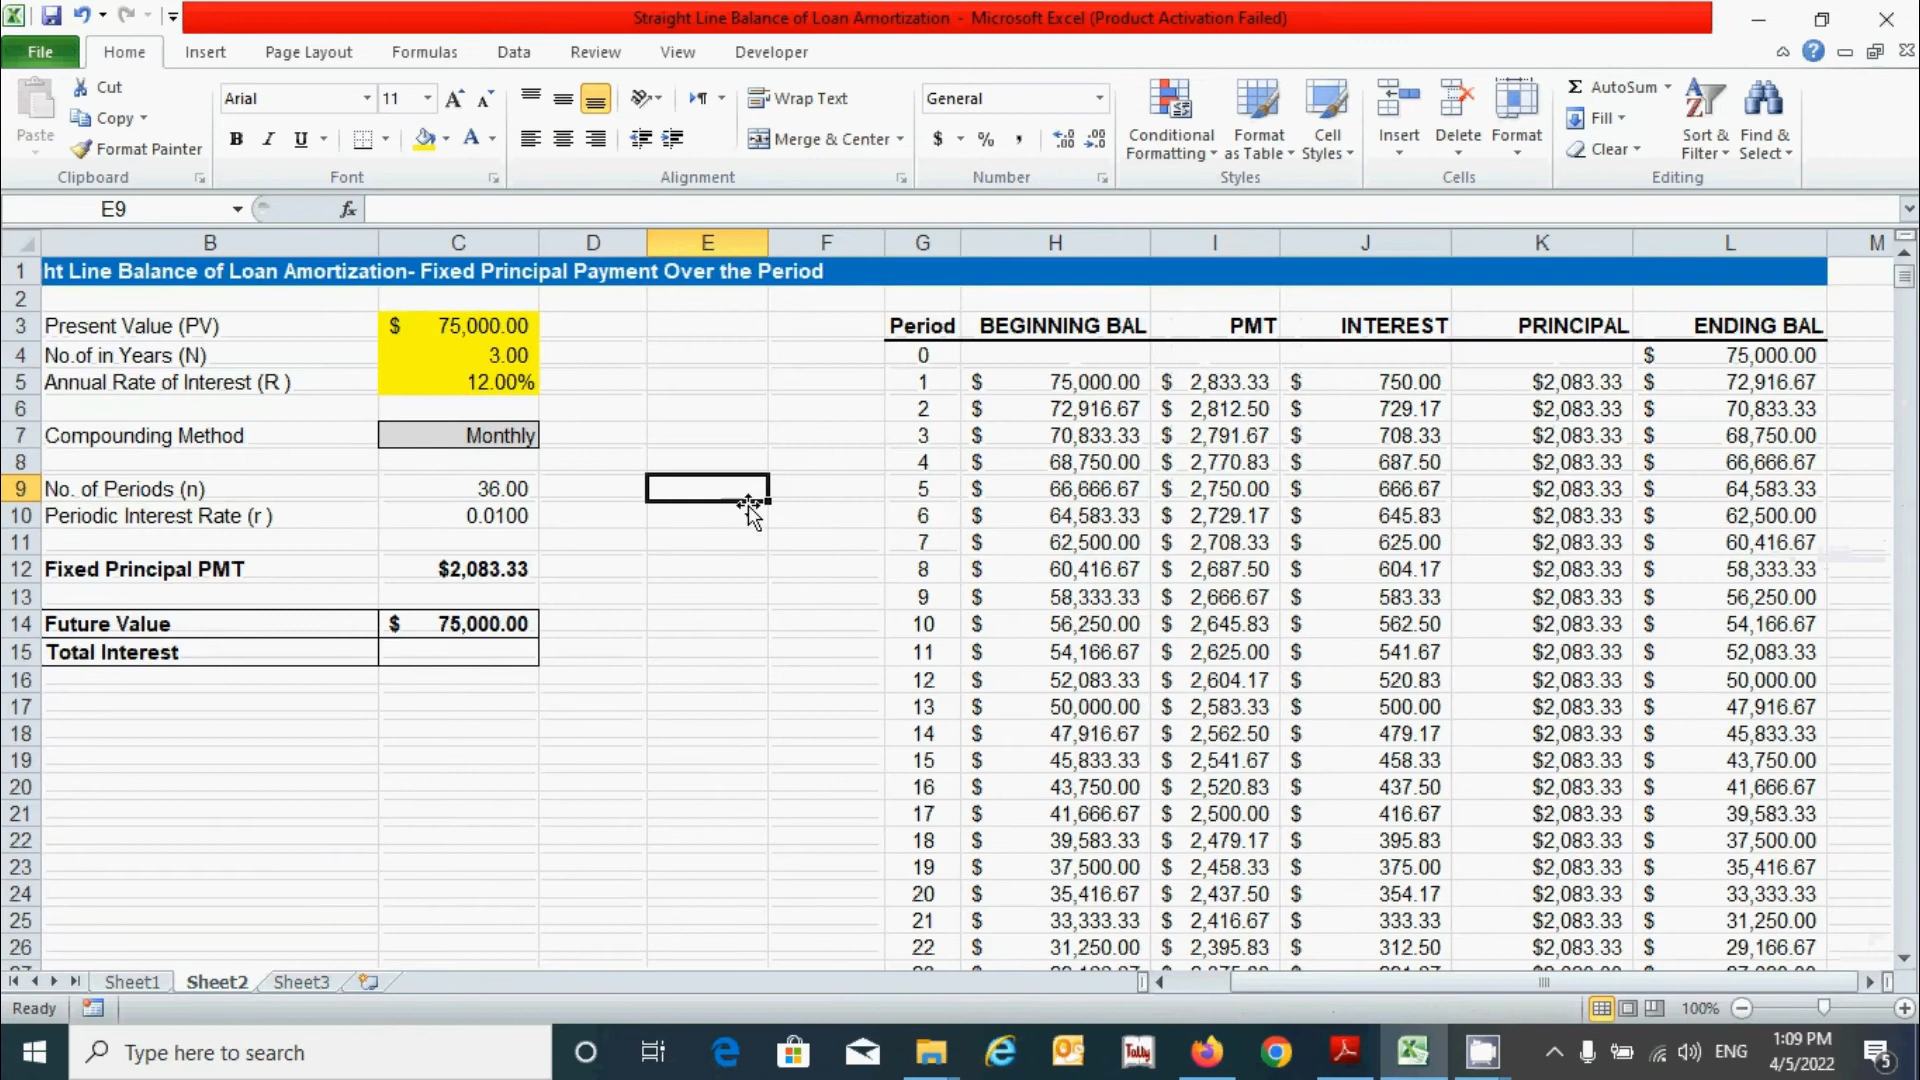 Straight Line Balance of Loan Amortization - Microsoft Excel (Product Activation Failed)
File Home Insert Page Layout Formulas Data Review View Developer
Paste Cut Copy Format Painter Clipboard
Arial 11 B I U Font
Wrap Text Merge & Center Alignment
General $ % , Number
Conditional Formatting Format as Table Cell Styles Styles
Insert Delete Format Cells
Σ AutoSum Fill Clear Sort & Filter Find & Select Editing
E9 fx
B C D E F G H I J K L M
1 ht Line Balance of Loan Amortization- Fixed Principal Payment Over the Period
2
3 Present Value (PV) $ 75,000.00 Period BEGINNING BAL PMT INTEREST PRINCIPAL ENDING BAL
4 No.of in Years (N) 3.00 0 $ 75,000.00
5 Annual Rate of Interest (R ) 12.00% 1 $ 75,000.00 $ 2,833.33 $ 750.00 $2,083.33 $ 72,916.67
6 2 $ 72,916.67 $ 2,812.50 $ 729.17 $2,083.33 $ 70,833.33
7 Compounding Method Monthly 3 $ 70,833.33 $ 2,791.67 $ 708.33 $2,083.33 $ 68,750.00
8 4 $ 68,750.00 $ 2,770.83 $ 687.50 $2,083.33 $ 66,666.67
9 No. of Periods (n) 36.00 5 $ 66,666.67 $ 2,750.00 $ 666.67 $2,083.33 $ 64,583.33
10 Periodic Interest Rate (r ) 0.0100 6 $ 64,583.33 $ 2,729.17 $ 645.83 $2,083.33 $ 62,500.00
11 7 $ 62,500.00 $ 2,708.33 $ 625.00 $2,083.33 $ 60,416.67
12 Fixed Principal PMT $2,083.33 8 $ 60,416.67 $ 2,687.50 $ 604.17 $2,083.33 $ 58,333.33
13 9 $ 58,333.33 $ 2,666.67 $ 583.33 $2,083.33 $ 56,250.00
14 Future Value $ 75,000.00 10 $ 56,250.00 $ 2,645.83 $ 562.50 $2,083.33 $ 54,166.67
15 Total Interest 11 $ 54,166.67 $ 2,625.00 $ 541.67 $2,083.33 $ 52,083.33
16 12 $ 52,083.33 $ 2,604.17 $ 520.83 $2,083.33 $ 50,000.00
17 13 $ 50,000.00 $ 2,583.33 $ 500.00 $2,083.33 $ 47,916.67
18 14 $ 47,916.67 $ 2,562.50 $ 479.17 $2,083.33 $ 45,833.33
19 15 $ 45,833.33 $ 2,541.67 $ 458.33 $2,083.33 $ 43,750.00
20 16 $ 43,750.00 $ 2,520.83 $ 437.50 $2,083.33 $ 41,666.67
21 17 $ 41,666.67 $ 2,500.00 $ 416.67 $2,083.33 $ 39,583.33
22 18 $ 39,583.33 $ 2,479.17 $ 395.83 $2,083.33 $ 37,500.00
23 19 $ 37,500.00 $ 2,458.33 $ 375.00 $2,083.33 $ 35,416.67
24 20 $ 35,416.67 $ 2,437.50 $ 354.17 $2,083.33 $ 33,333.33
25 21 $ 33,333.33 $ 2,416.67 $ 333.33 $2,083.33 $ 31,250.00
26 22 $ 31,250.00 $ 2,395.83 $ 312.50 $2,083.33 $ 29,166.67
Sheet1 Sheet2 Sheet3
Ready 100%
Type here to search Tally ENG 1:09 PM
4/5/2022 5